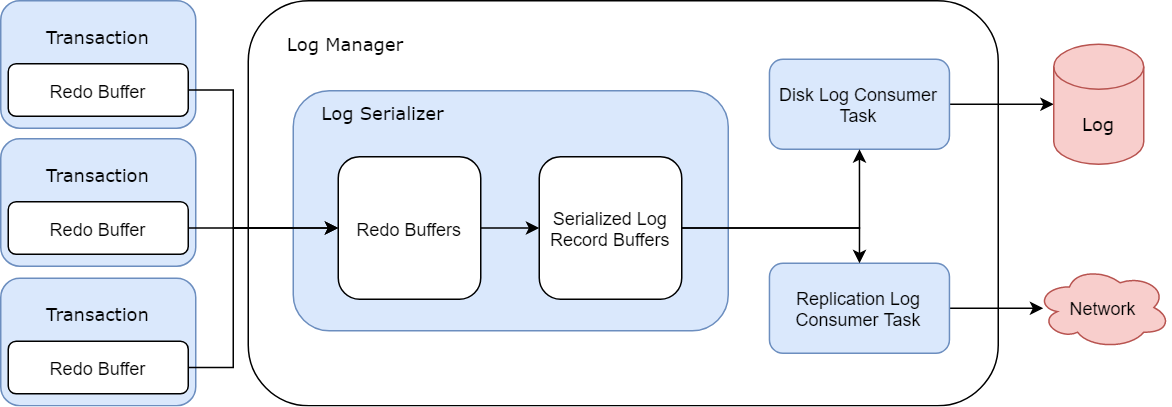 Transaction
Redo Buffer
Transaction
Redo Buffer
Transaction
Redo Buffer
Log Manager
Log Serializer
Redo Buffers
Serialized Log
Record Buffers
Disk Log Consumer
Task
Replication Log
Consumer Task
Log
Network